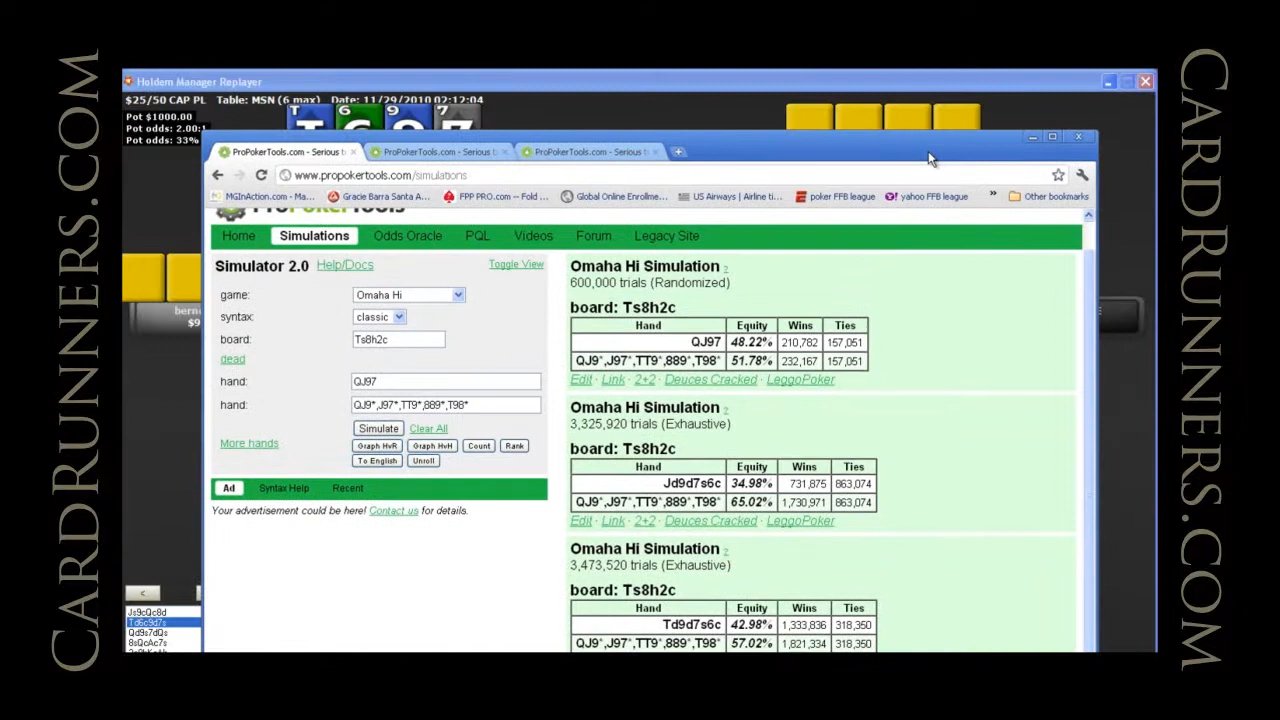 CARDRUNNERS.COM
Holdem Manager Replayer
$25/50 CAP PL Table: MSN (6 max) Date: 11/29/2010 02:12:04
Pot $1000.00
Pot odds: 2.00:1
Pot odds: 33%
T 6 9 7
ProPokerTools.com - Serious t
ProPokerTools.com - Serious t
ProPokerTools.com - Serious t
www.propokertools.com/simulations
MGInAction.com - Ma...
Gracie Barra Santa A...
FPP PRO.com -- Fold ...
Global Online Enrollme...
US Airways | Airline ti...
poker FFB league
yahoo FFB league
»
Other bookmarks
ProPokerTools
Home
Simulations
Odds Oracle
PQL
Videos
Forum
Legacy Site
Simulator 2.0 Help/Docs Toggle View
game: Omaha Hi
syntax: classic
board: Ts8h2c
dead
hand: QJ97
hand: QJ9*,J97*,TT9*,889*,T98*
Simulate Clear All
More hands
Graph HvR Graph HvH Count Rank
To English Unroll
Ad Syntax Help Recent
Your advertisement could be here! Contact us for details.
Omaha Hi Simulation ?
600,000 trials (Randomized)
board: Ts8h2c
Hand Equity Wins Ties
QJ97 48.22% 210,782 157,051
QJ9*,J97*,TT9*,889*,T98* 51.78% 232,167 157,051
Edit · Link · 2+2 · Deuces Cracked · LeggoPoker
Omaha Hi Simulation ?
3,325,920 trials (Exhaustive)
board: Ts8h2c
Hand Equity Wins Ties
Jd9d7s6c 34.98% 731,875 863,074
QJ9*,J97*,TT9*,889*,T98* 65.02% 1,730,971 863,074
Edit · Link · 2+2 · Deuces Cracked · LeggoPoker
Omaha Hi Simulation ?
3,473,520 trials (Exhaustive)
board: Ts8h2c
Hand Equity Wins Ties
Td9d7s6c 42.98% 1,333,836 318,350
QJ9*,J97*,TT9*,889*,T98* 57.02% 1,821,334 318,350
bern
$9
<
Js9cQc8d
Td6c9d7s
Qd9s7dQs
8sQcAc7s
CARDRUNNERS.COM